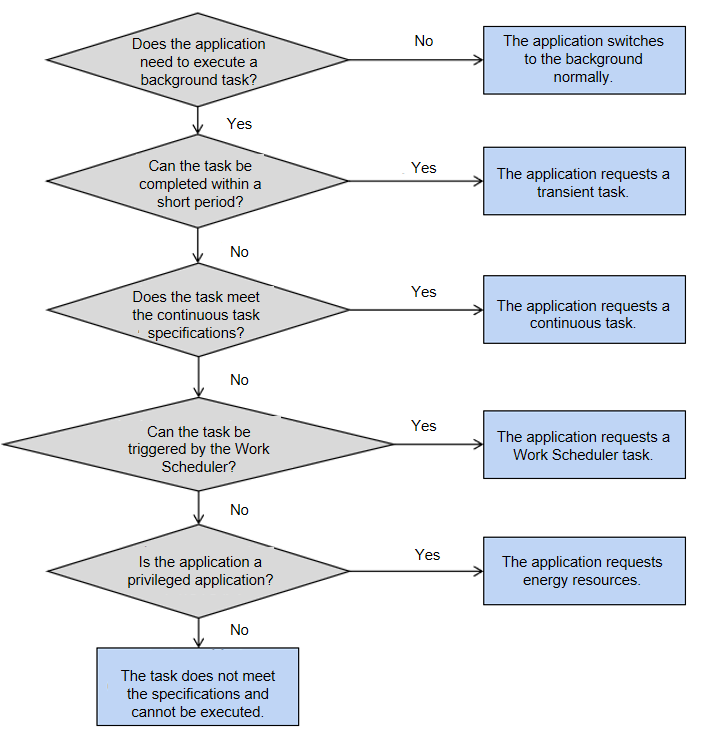 Does the application
need to execute a
background task?
No
The application switches
to the background
normally.
Yes
Can the task be
completed within a
short period?
Yes
The application requests a
transient task.
No
Does the task meet
the continuous task
specifications?
Yes
The application requests a
continuous task.
No
Can the task be
triggered by the Work
Scheduler?
Yes
The application requests a
Work Scheduler task.
No
Is the application a
privileged application?
Yes
The application requests
energy resources.
No
The task does not meet
the specifications and
cannot be executed.